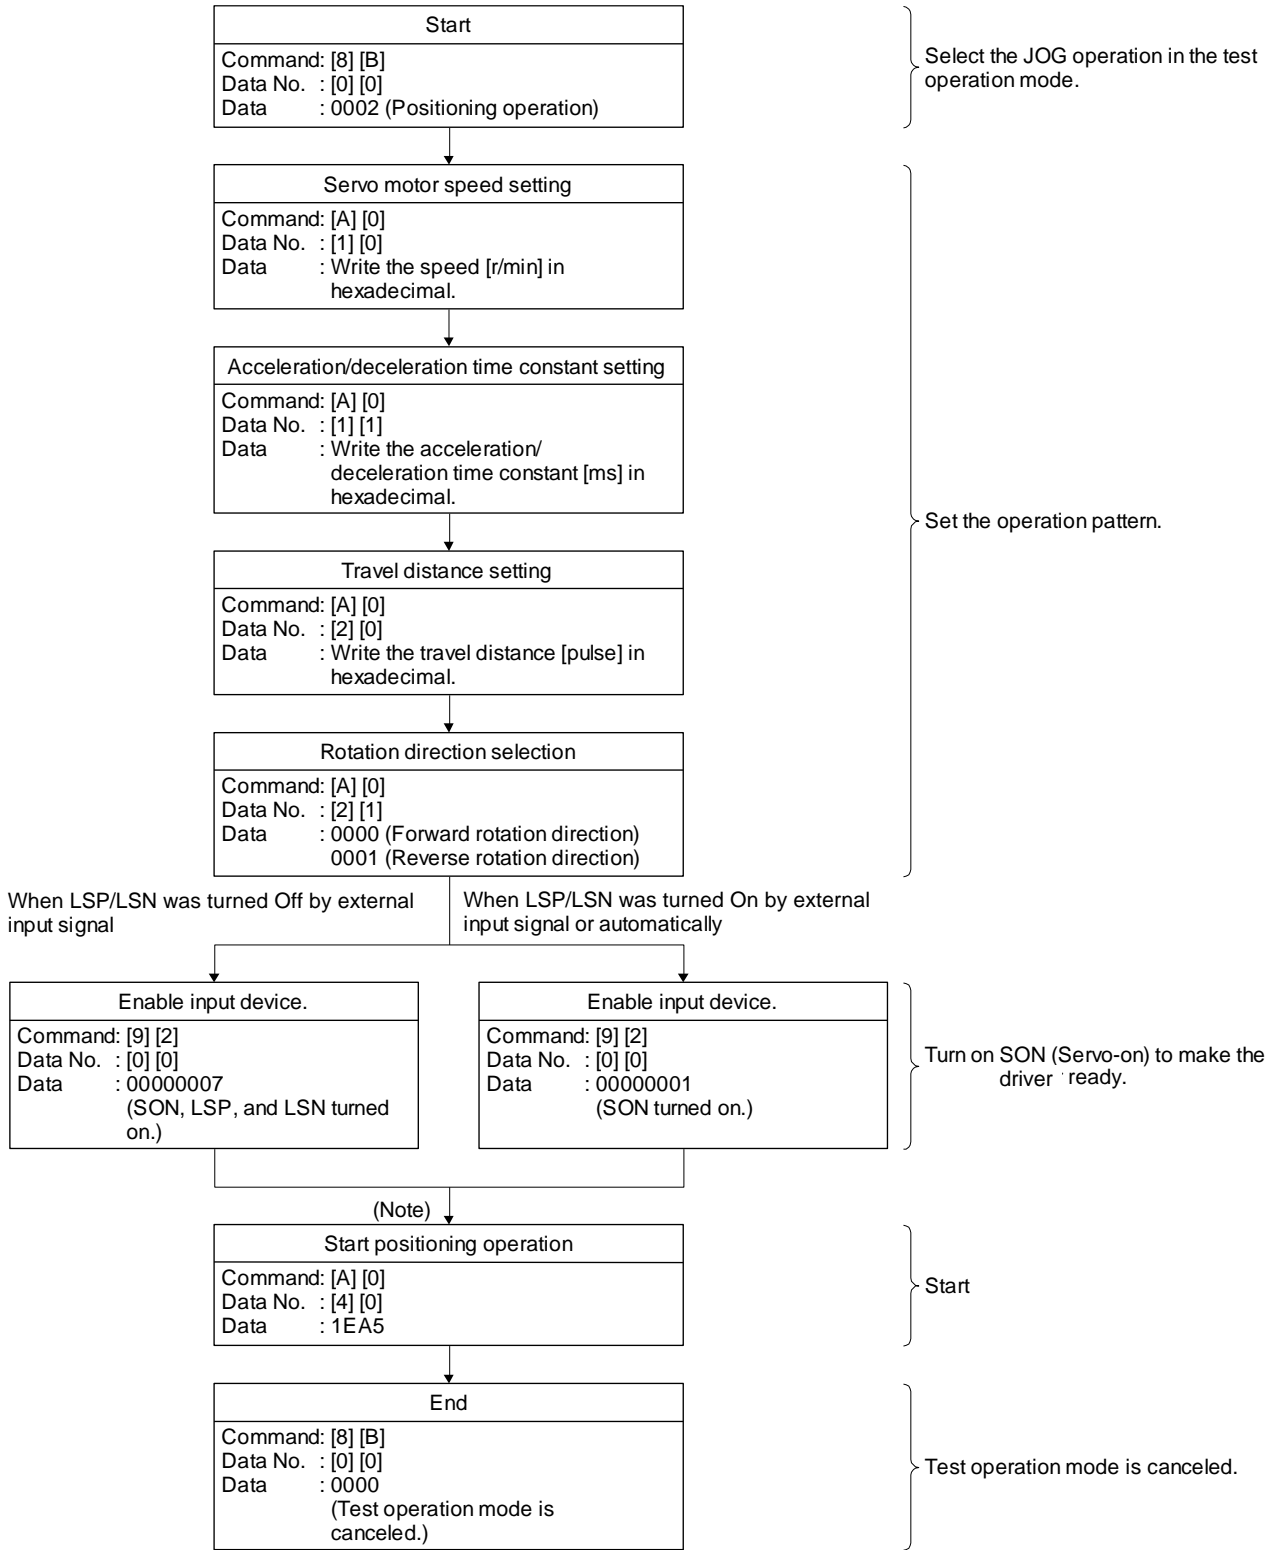 Start
Command: [8] [B]
Data No. : [0] [0]
Data : 0002 (Positioning operation)
Select the JOG operation in the test
operation mode.
Servo motor speed setting
Command: [A] [0]
Data No. : [1] [0]
Data : Write the speed [r/min] in
hexadecimal.
Acceleration/deceleration time constant setting
Command: [A] [0]
Data No. : [1] [1]
Data : Write the acceleration/
deceleration time constant [ms] in
hexadecimal.
Set the operation pattern.
Travel distance setting
Command: [A] [0]
Data No. : [2] [0]
Data : Write the travel distance [pulse] in
hexadecimal.
Rotation direction selection
Command: [A] [0]
Data No. : [2] [1]
Data : 0000 (Forward rotation direction)
0001 (Reverse rotation direction)
When LSP/LSN was turned Off by external
input signal
When LSP/LSN was turned On by external
input signal or automatically
Enable input device.
Command: [9] [2]
Data No. : [0] [0]
Data : 00000007
(SON, LSP, and LSN turned
on.)
Enable input device.
Command: [9] [2]
Data No. : [0] [0]
Data : 00000001
(SON turned on.)
Turn on SON (Servo-on) to make the
driver ready.
(Note)
Start positioning operation
Command: [A] [0]
Data No. : [4] [0]
Data : 1EA5
Start
End
Command: [8] [B]
Data No. : [0] [0]
Data : 0000
(Test operation mode is
canceled.)
Test operation mode is canceled.